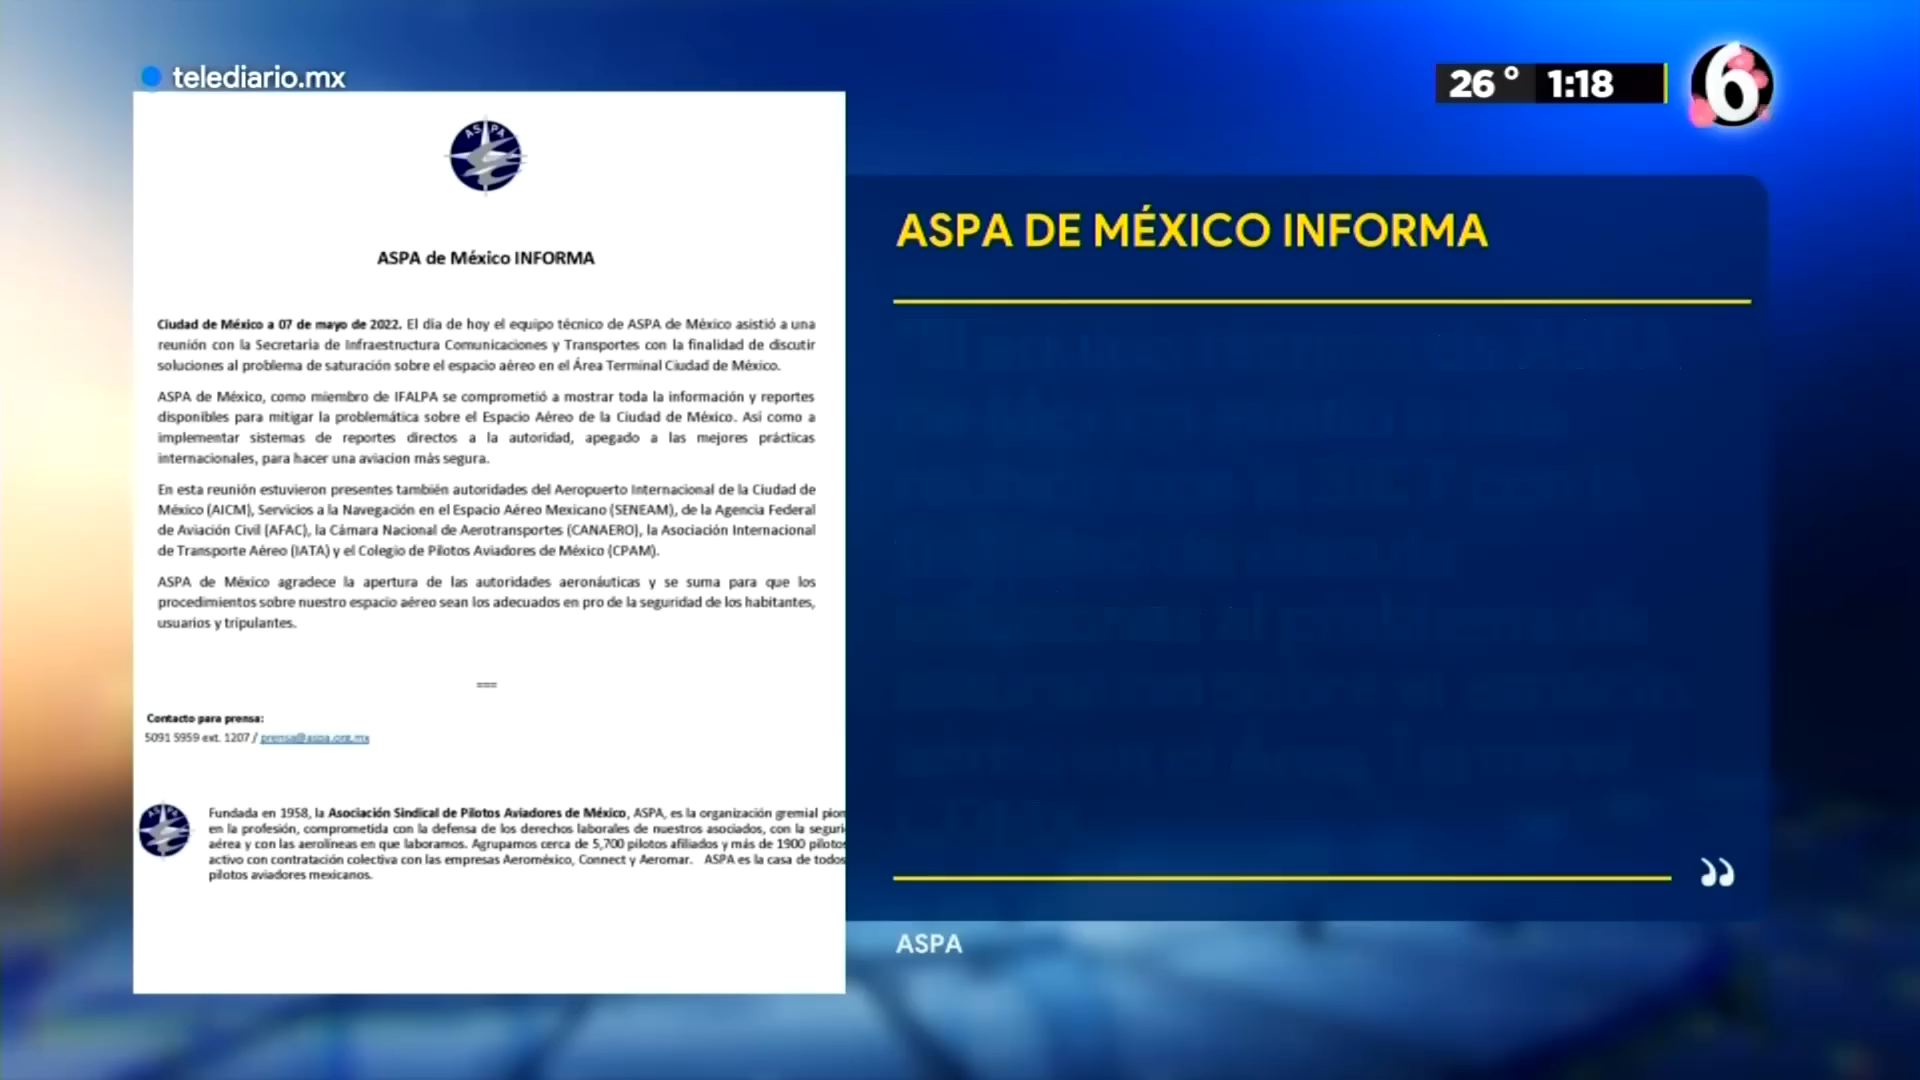 telediario.mx
26° 1:18
6
ASPA
ASPA de México INFORMA
Ciudad de México a 07 de mayo de 2022. El día de hoy el equipo técnico de ASPA de México asistió a una
reunión con la Secretaria de Infraestructura Comunicaciones y Transportes con la finalidad de discutir
soluciones al problema de saturación sobre el espacio aéreo en el Área Terminal Ciudad de México.
ASPA de México, como miembro de IFALPA se comprometió a mostrar toda la información y reportes
disponibles para mitigar la problemática sobre el Espacio Aéreo de la Ciudad de México. Así como a
implementar sistemas de reportes directos a la autoridad, apegado a las mejores prácticas
internacionales, para hacer una aviacion más segura.
En esta reunión estuvieron presentes también autoridades del Aeropuerto Internacional de la Ciudad de
México (AICM), Servicios a la Navegación en el Espacio Aéreo Mexicano (SENEAM), de la Agencia Federal
de Aviación Civil (AFAC), la Cámara Nacional de Aerotransportes (CANAERO), la Asociación Internacional
de Transporte Aéreo (IATA) y el Colegio de Pilotos Aviadores de México (CPAM).
ASPA de México agradece la apertura de las autoridades aeronáuticas y se suma para que los
procedimientos sobre nuestro espacio aéreo sean los adecuados en pro de la seguridad de los habitantes,
usuarios y tripulantes.
===
Contacto para prensa:
5091 5959 ext. 1207 / prensa@aspa.org.mx
ASPA
Fundada en 1958, la Asociación Sindical de Pilotos Aviadores de México, ASPA, es la organización gremial pion
en la profesión, comprometida con la defensa de los derechos laborales de nuestros asociados, con la seguri
aérea y con las aerolíneas en que laboramos. Agrupamos cerca de 5,700 pilotos afiliados y más de 1900 pilotos
activo con contratación colectiva con las empresas Aeroméxico, Connect y Aeromar. ASPA es la casa de todos
pilotos aviadores mexicanos.
ASPA DE MÉXICO INFORMA
”
ASPA